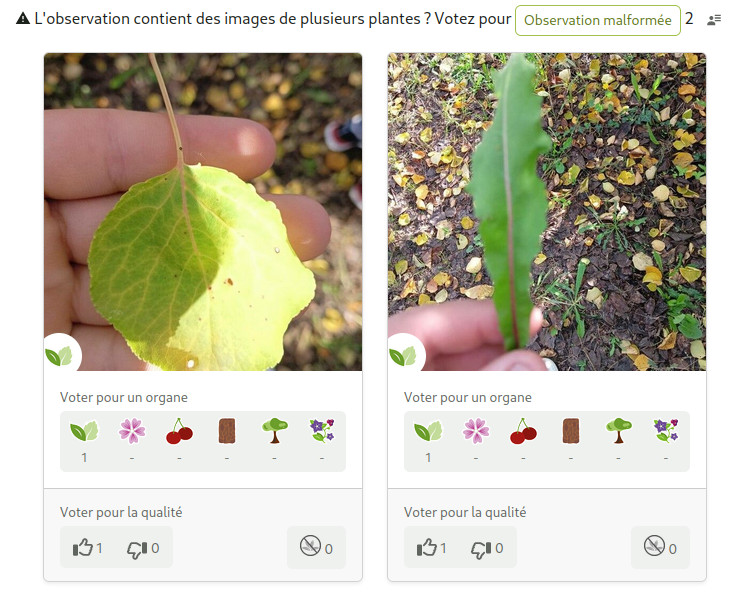 ⚠ L'observation contient des images de plusieurs plantes ? Votez pour Observation malformée 2
Voter pour un organe
1 - - - - -
Voter pour la qualité
1 0 0
Voter pour un organe
1 - - - - -
Voter pour la qualité
1 0 0